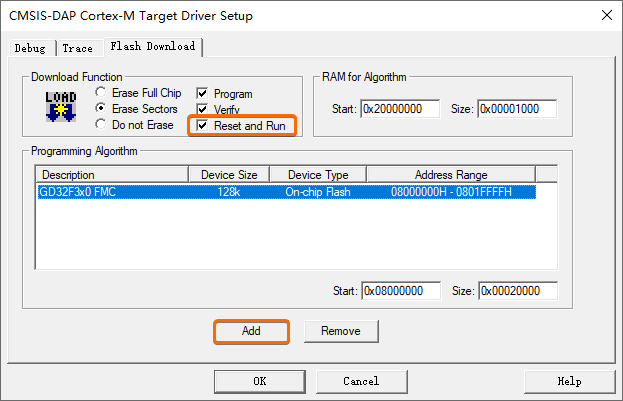 CMSIS-DAP Cortex-M Target Driver Setup
Debug Trace Flash Download
Download Function
LOAD
Erase Full Chip
Erase Sectors
Do not Erase
Program
Verify
Reset and Run
RAM for Algorithm
Start: 0x20000000 Size: 0x00001000
Programming Algorithm
Description Device Size Device Type Address Range
GD32F3x0 FMC 128k On-chip Flash 08000000H - 0801FFFFH
Start: 0x08000000 Size: 0x00020000
Add Remove
OK Cancel Help